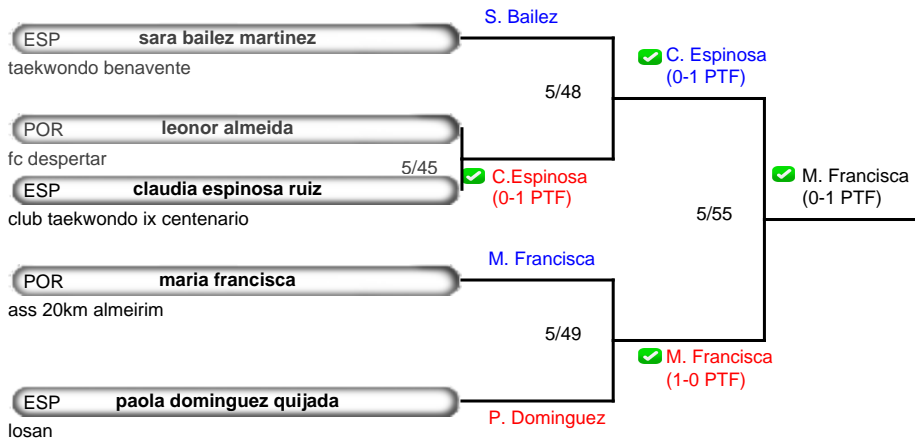 S. Bailez
ESP sara bailez martinez
taekwondo benavente
C. Espinosa
(0-1 PTF)
5/48
POR leonor almeida
fc despertar
5/45
C.Espinosa
(0-1 PTF)
ESP claudia espinosa ruiz
club taekwondo ix centenario
M. Francisca
(0-1 PTF)
5/55
M. Francisca
POR maria francisca
ass 20km almeirim
5/49
M. Francisca
(1-0 PTF)
ESP paola dominguez quijada
losan
P. Dominguez